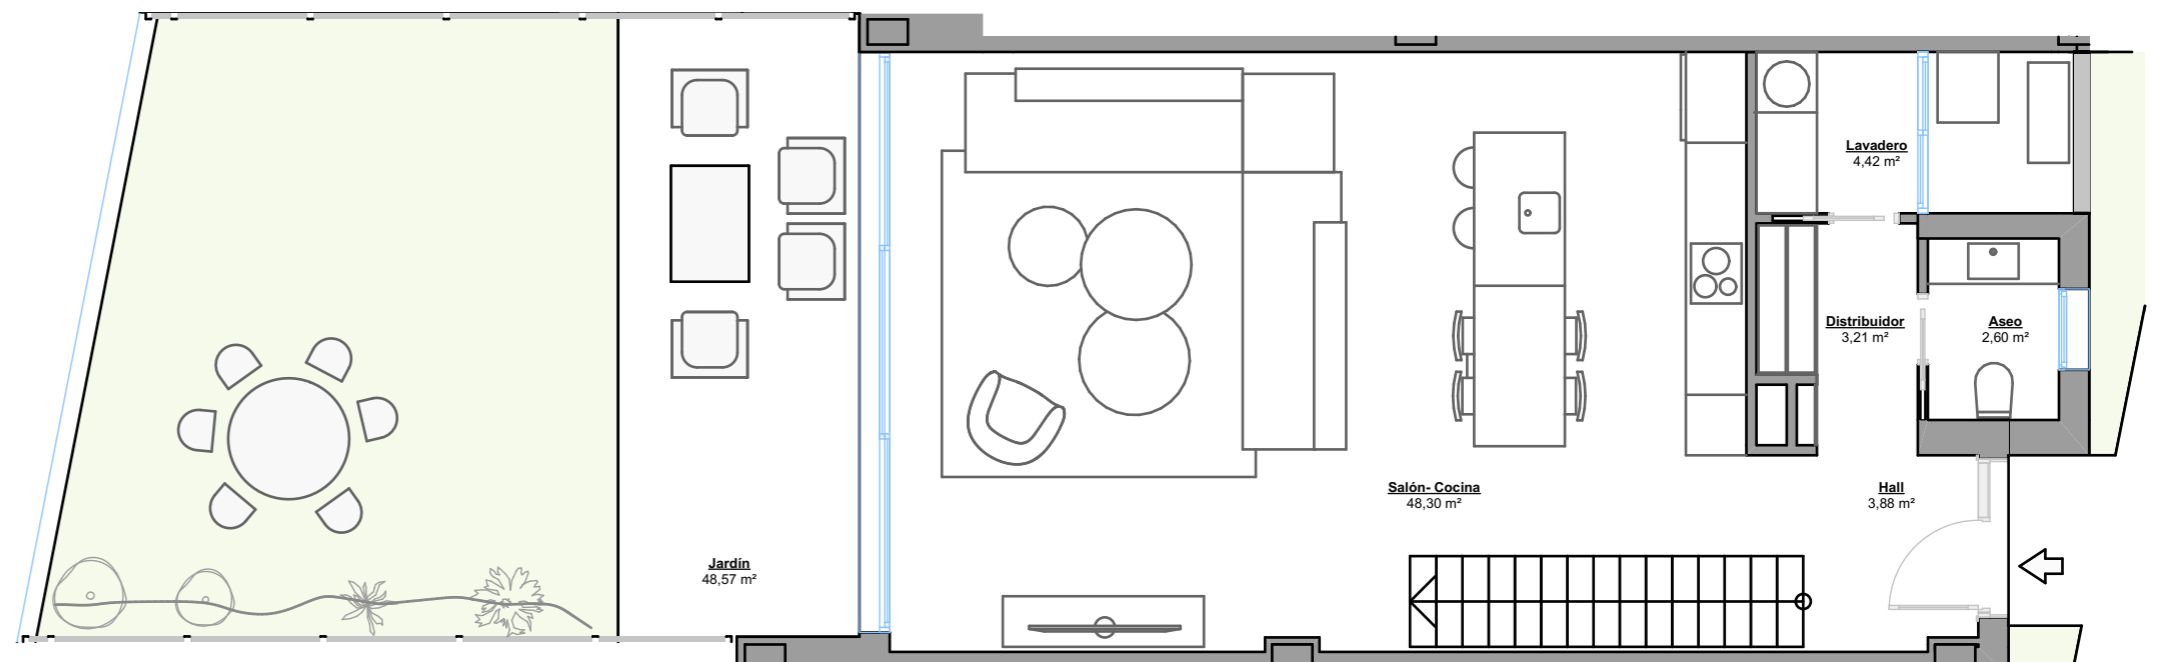 Lavadero
4,42 m²
Distribuidor
3,21 m²
Aseo
2,60 m²
Salón- Cocina
48,30 m²
Hall
3,88 m²
Jardín
48,57 m²